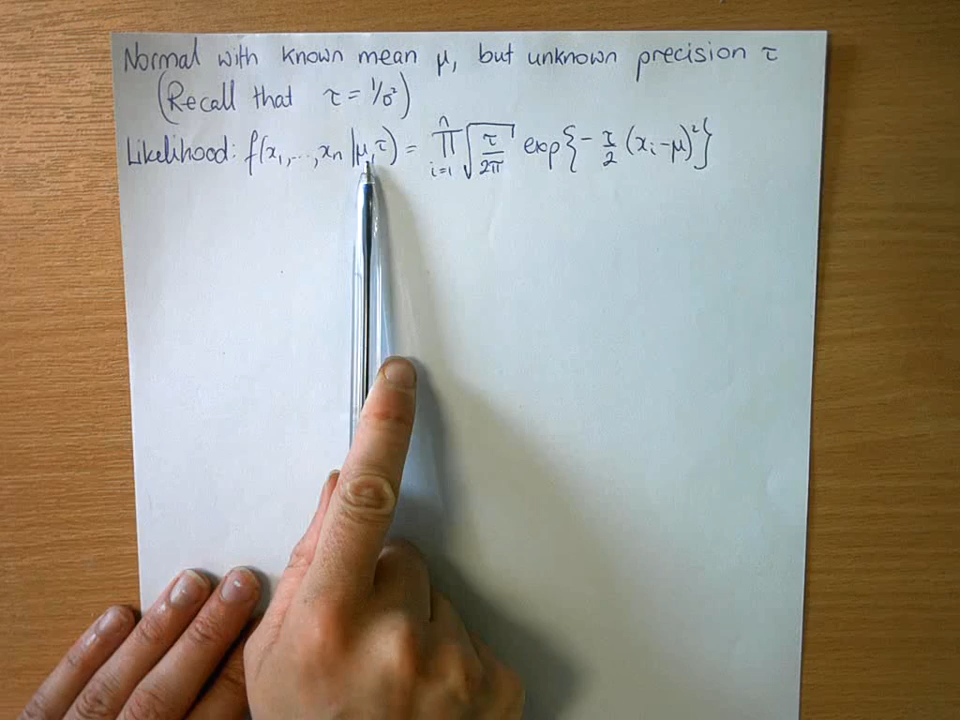 Normal with known mean μ, but unknown precision τ
(Recall that τ = 1/σ²)
Likelihood: f(x₁,...,xₙ|μ,τ) = ∏ᵢ₌₁ⁿ √(τ/2π) exp{-τ/2 (xᵢ-μ)²}